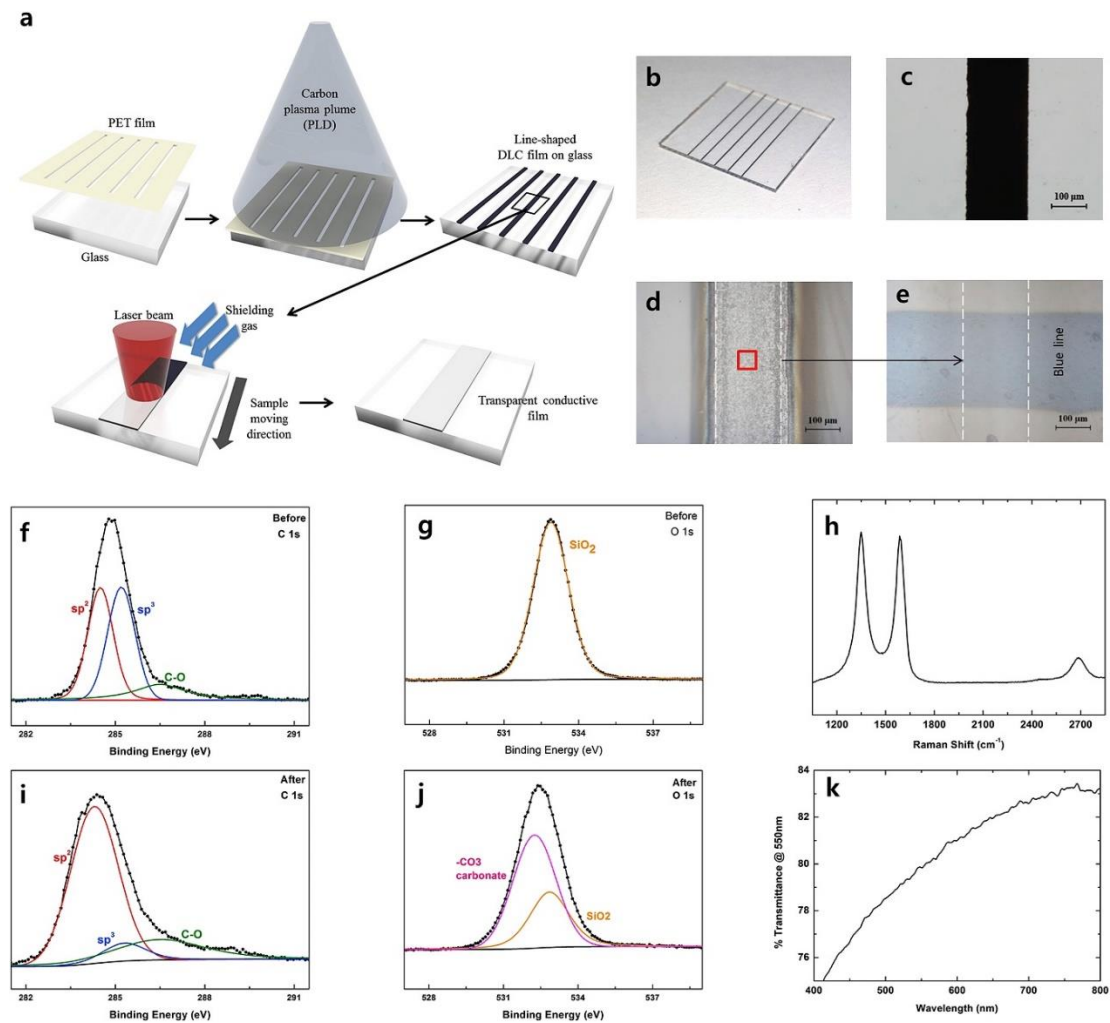 a
PET film
Glass
Carbon
plasma plume
(PLD)
Line-shaped
DLC film on glass
Laser beam
Shielding
gas
Sample
moving
direction
Transparent conductive
film
b
c
100 μm
d
100 μm
e
Blue line
100 μm
f
Before
C 1s
sp2
sp3
C-O
282 285 288 291
Binding Energy (eV)
g
Before
O 1s
SiO2
528 531 534 537
Binding Energy (eV)
h
1200 1500 1800 2100 2400 2700
Raman Shift (cm-1)
i
After
C 1s
sp2
sp3
C-O
282 285 288 291
Binding Energy (eV)
j
After
O 1s
-CO3
carbonate
SiO2
528 531 534 537
Binding Energy (eV)
k
% Transmittance @ 550nm
84
82
80
78
76
400 500 600 700 800
Wavelength (nm)